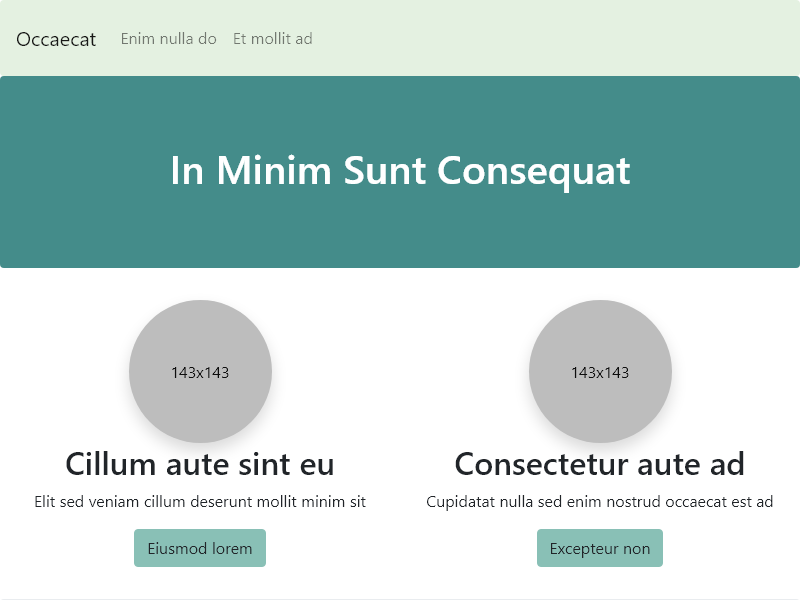 Occaecat Enim nulla do Et mollit ad
In Minim Sunt Consequat
143x143
Cillum aute sint eu
Elit sed veniam cillum deserunt mollit minim sit
Eiusmod lorem
143x143
Consectetur aute ad
Cupidatat nulla sed enim nostrud occaecat est ad
Excepteur non